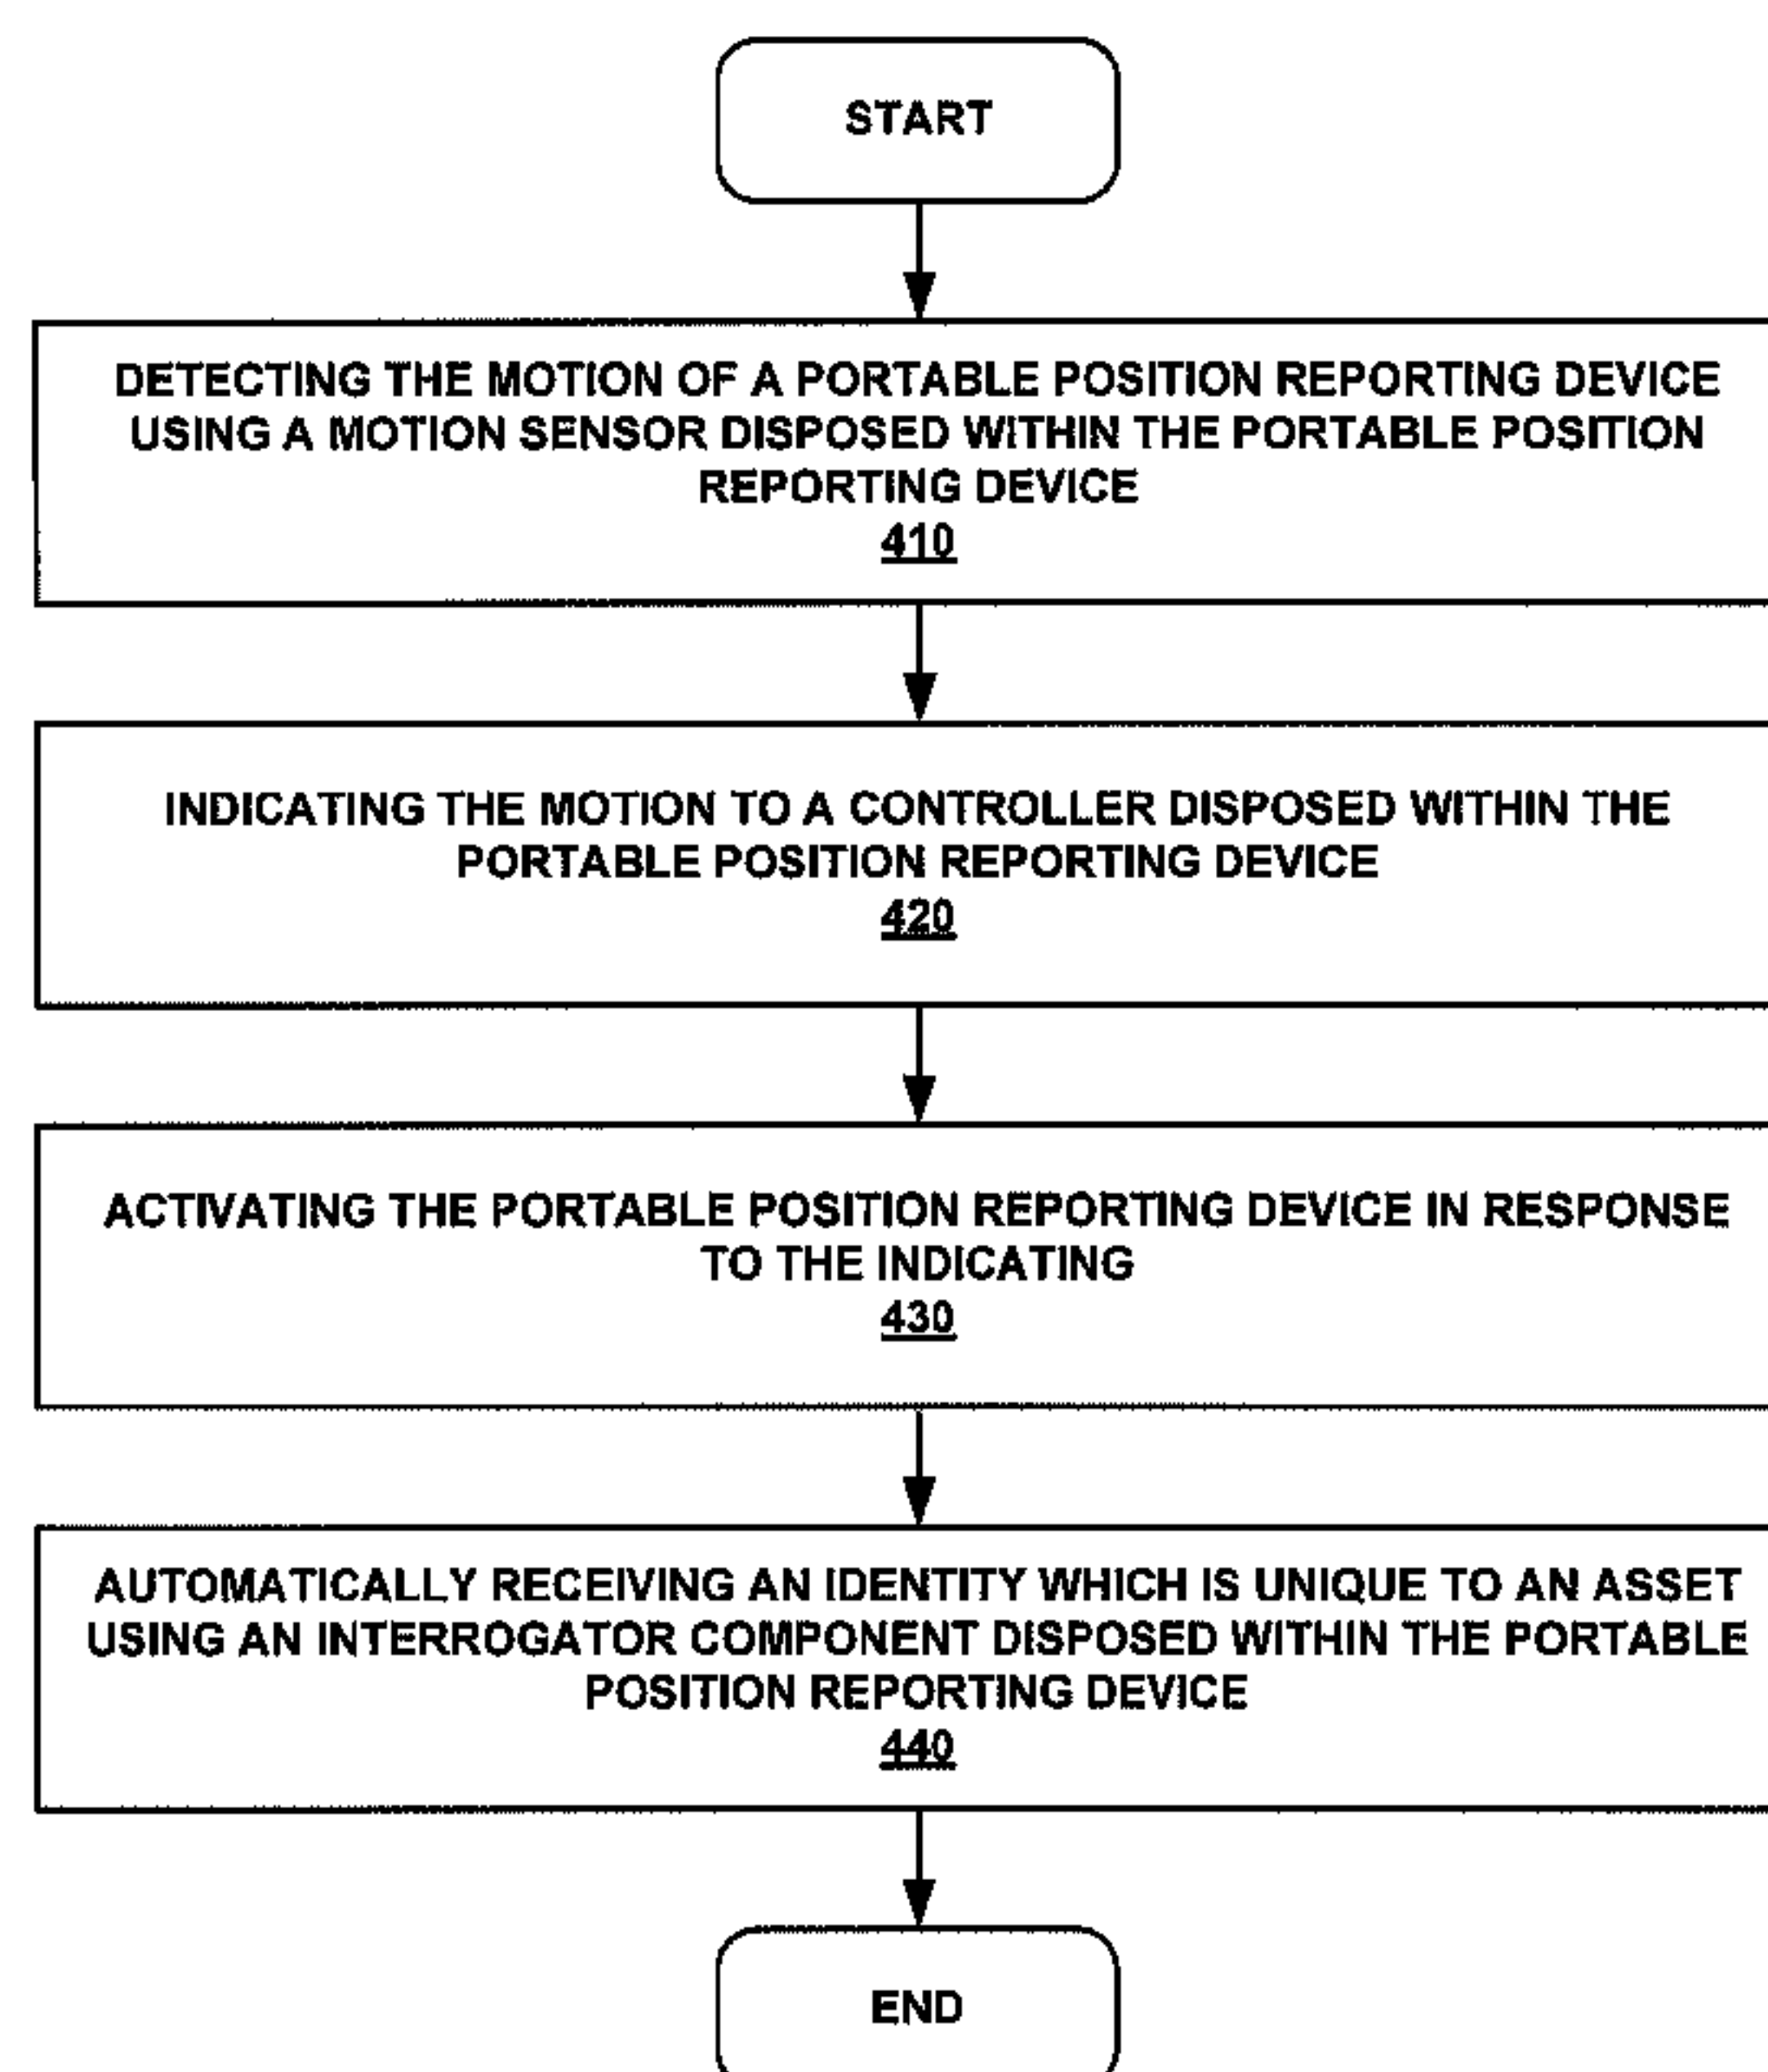 START
DETECTING THE MOTION OF A PORTABLE POSITION REPORTING DEVICE
USING A MOTION SENSOR DISPOSED WITHIN THE PORTABLE POSITION
REPORTING DEVICE
410
INDICATING THE MOTION TO A CONTROLLER DISPOSED WITHIN THE
PORTABLE POSITION REPORTING DEVICE
420
ACTIVATING THE PORTABLE POSITION REPORTING DEVICE IN RESPONSE
TO THE INDICATING
430
AUTOMATICALLY RECEIVING AN IDENTITY WHICH IS UNIQUE TO AN ASSET
USING AN INTERROGATOR COMPONENT DISPOSED WITHIN THE PORTABLE
POSITION REPORTING DEVICE
440
END